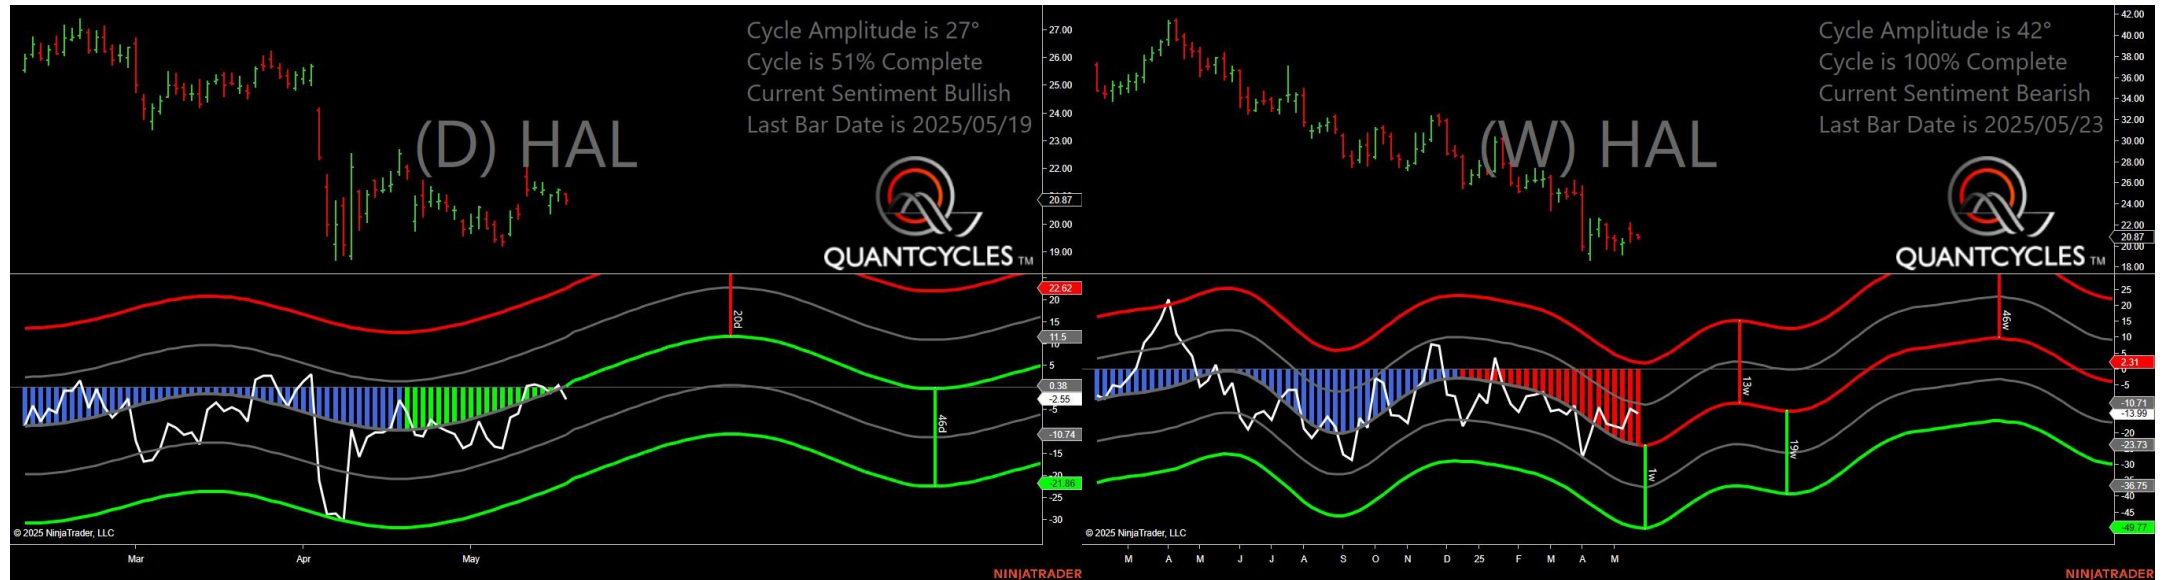 Cycle Amplitude is 27°
Cycle is 51% Complete
Current Sentiment Bullish
Last Bar Date is 2025/05/19
(D) HAL
QUANTCYCLES TM
27.00
26.00
25.00
24.00
23.00
22.00
20.87
20.00
19.00
22.62
20
15
11.5
10
5
0.38
-2.55
-5
-10.74
-15
-20
-21.86
-25
-30
20d
46d
© 2025 NinjaTrader, LLC
Mar
Apr
May
NINJATRADER
Cycle Amplitude is 42°
Cycle is 100% Complete
Current Sentiment Bearish
Last Bar Date is 2025/05/23
(W) HAL
QUANTCYCLES TM
42.00
40.00
38.00
36.00
34.00
32.00
30.00
28.00
26.00
24.00
22.00
20.87
20.00
18.00
25
20
15
10
5
2.31
-5
-10.71
-13.99
-20
-23.73
-30
-36.75
-40
-45
-49.77
1w
13w
19w
46w
© 2025 NinjaTrader, LLC
M A M J J A S O N D 25 F M A M
NINJATRADER